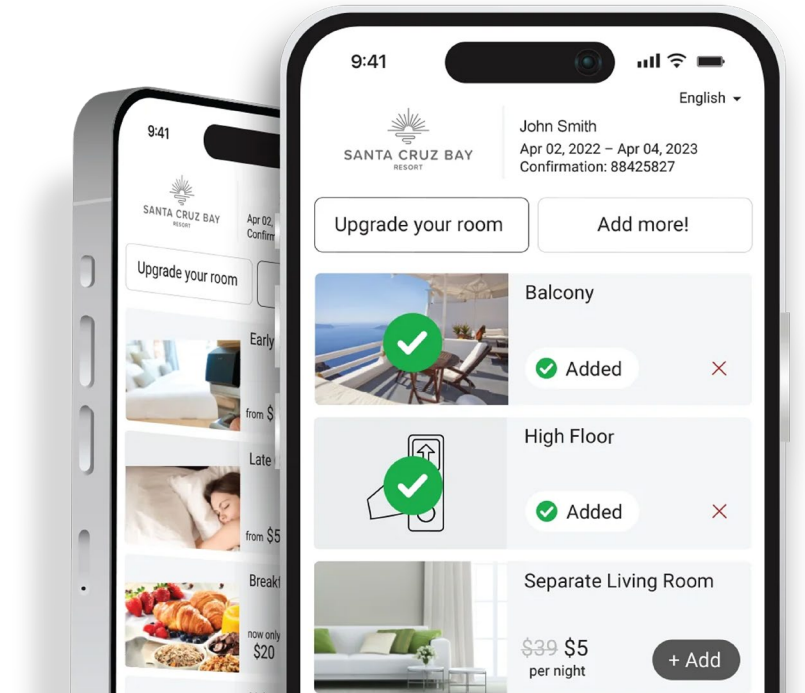 9:41
SANTA CRUZ BAY
RESORT
Apr 02,
Upgrade your room
Early
from $
Late
from $5
now only
$20
9:41
English
SANTA CRUZ BAY
RESORT
John Smith
Apr 02, 2022 – Apr 04, 2023
Confirmation: 88425827
Upgrade your room
Add more!
Balcony
Added
High Floor
Added
Separate Living Room
$39 $5
per night
+ Add